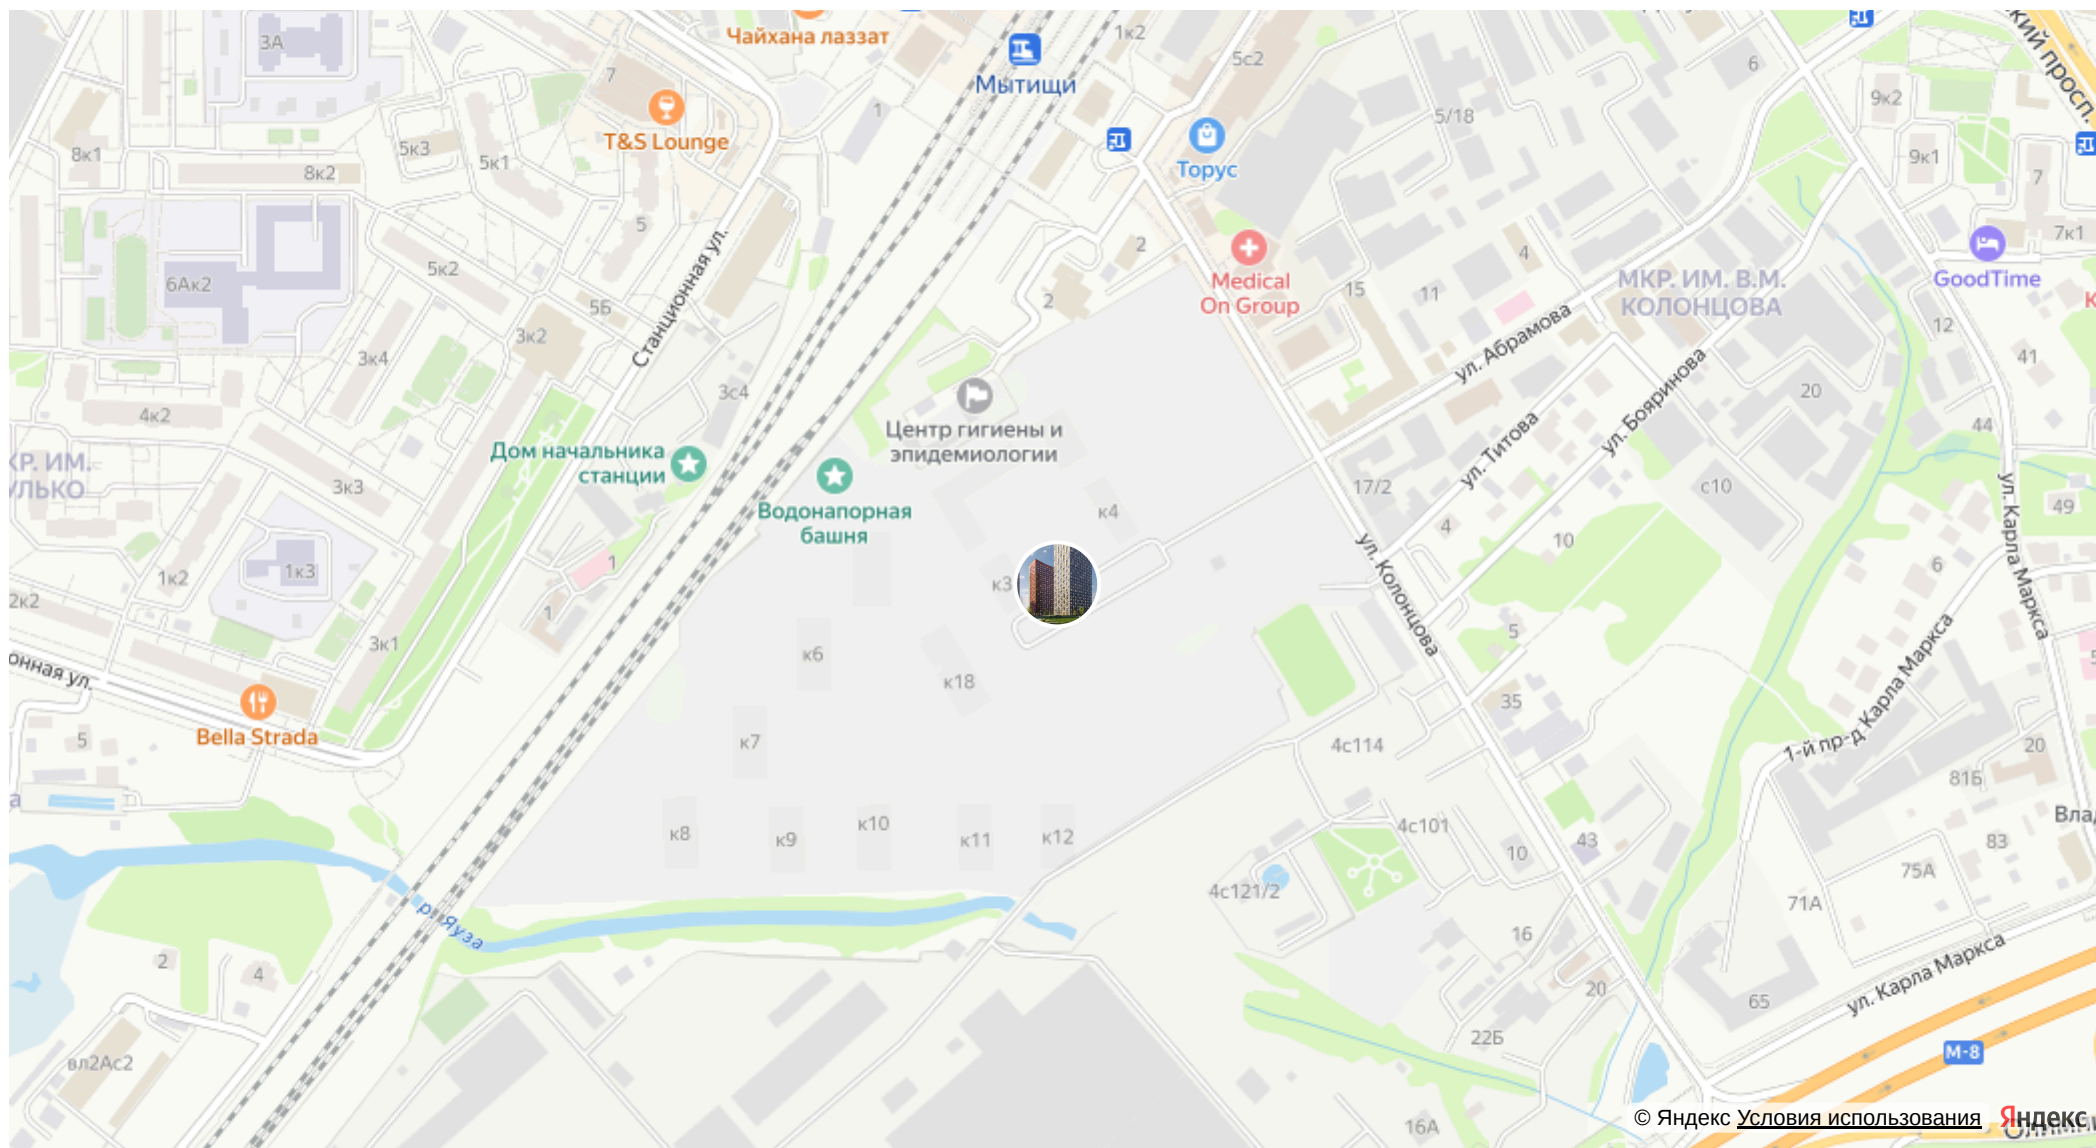 3А
Чайхана лаззат
1к2
Мытищи
5с2
6
9к2
7
T&S Lounge
1
5/18
8к1
5к3
5к1
8к2
Торус
9к1
7
5
7к1
Станционная ул.
2
4
Medical
On Group
МКР. ИМ. В.М.
КОЛОНЦОВА
GoodTime
5к2
6Ак2
5Б
2
15
11
12
3к2
3к4
ул. Абрамова
41
3с4
20
4к2
Центр гигиены и
эпидемиологии
ул. Титова
ул. Бояринова
44
Дом начальника
станции
3к3
17/2
с10
49
Водонапорная
башня
к4
4
10
ул. Карла Маркса
1к2
1к3
1
к3
ул. Колонцова
6
2к2
1
5
3к1
к6
к18
35
1-й пр-д Карла Маркса
Bella Strada
5
к7
4с114
20
81Б
к8
к9
к10
к11
к12
4с101
10
43
83
75А
4с121/2
71А
р. Яуза
16
ул. Карла Маркса
2
4
20
65
22Б
М-8
вл2Ас2
16А
© Яндекс Условия использования
Яндекс